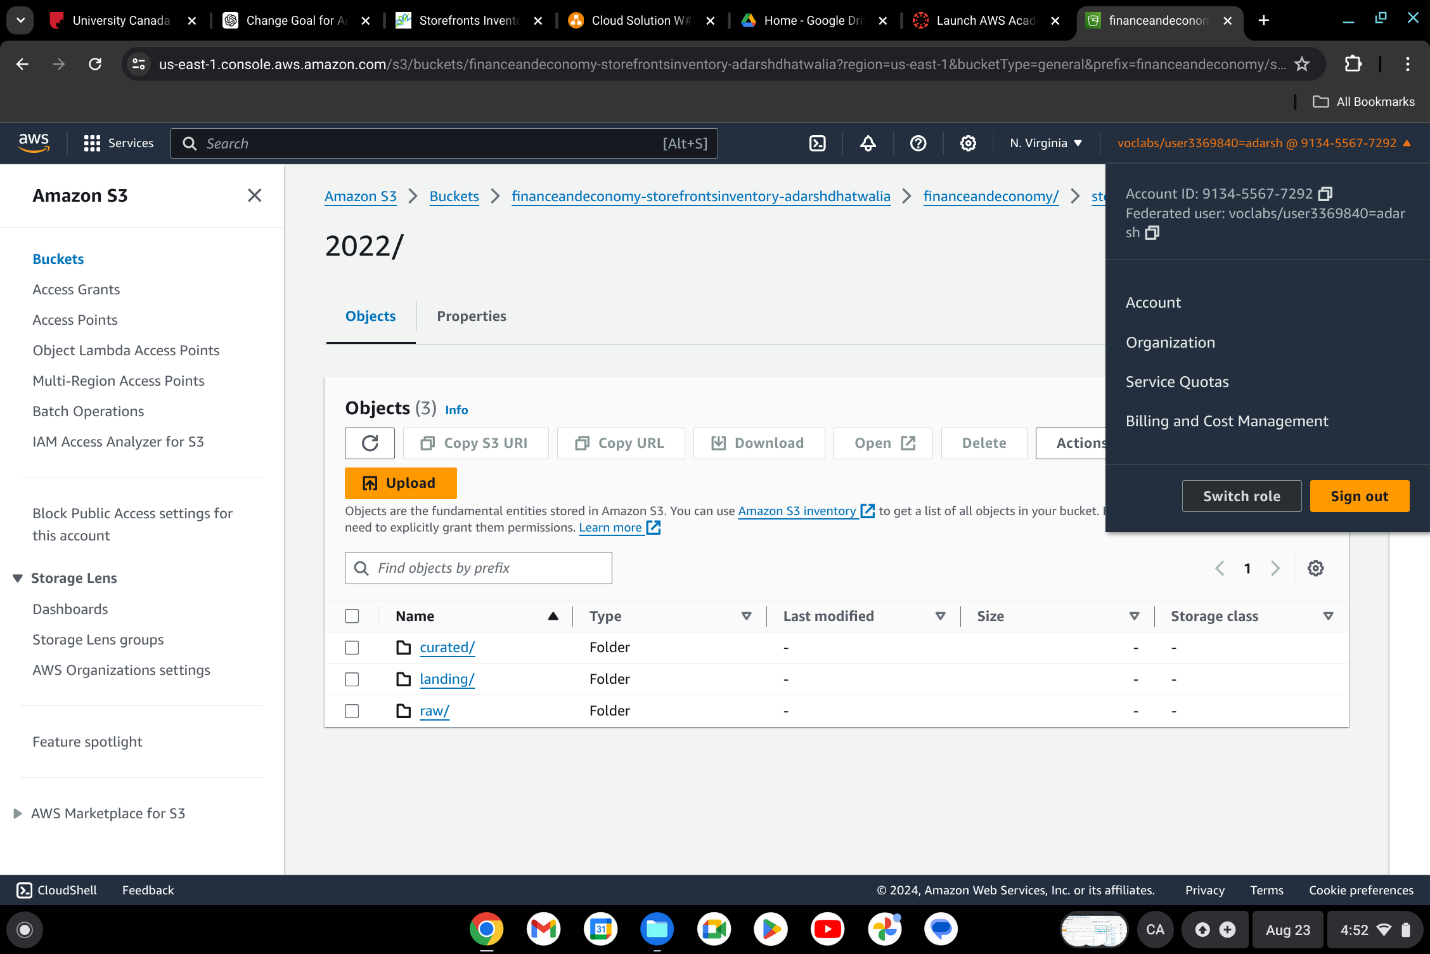 University Canada
Change Goal for A
Storefronts Invent
Cloud Solution W#
Home - Google Dri
Launch AWS Acad
financeandeconom
us-east-1.console.aws.amazon.com/s3/buckets/financeandeconomy-storefrontsinventory-adarshdhatwalia?region=us-east-1&bucketType=general&prefix=financeandeconomy/s...
All Bookmarks
aws
Services
Search
[Alt+S]
N. Virginia
voclabs/user3369840=adarsh @ 9134-5567-7292
Account ID: 9134-5567-7292
Federated user: voclabs/user3369840=adar
sh
Account
Organization
Service Quotas
Billing and Cost Management
Switch role
Sign out
Amazon S3
Buckets
Access Grants
Access Points
Object Lambda Access Points
Multi-Region Access Points
Batch Operations
IAM Access Analyzer for S3
Block Public Access settings for
this account
Storage Lens
Dashboards
Storage Lens groups
AWS Organizations settings
Feature spotlight
AWS Marketplace for S3
Amazon S3 > Buckets > financeandeconomy-storefrontsinventory-adarshdhatwalia > financeandeconomy/ > st
2022/
Objects
Properties
Objects (3) Info
Copy S3 URI
Copy URL
Download
Open
Delete
Actions
Upload
Objects are the fundamental entities stored in Amazon S3. You can use Amazon S3 inventory to get a list of all objects in your bucket.
need to explicitly grant them permissions. Learn more
Find objects by prefix
1
Name Type Last modified Size Storage class
curated/ Folder - - -
landing/ Folder - - -
raw/ Folder - - -
CloudShell
Feedback
© 2024, Amazon Web Services, Inc. or its affiliates.
Privacy
Terms
Cookie preferences
31
CA
Aug 23
4:52